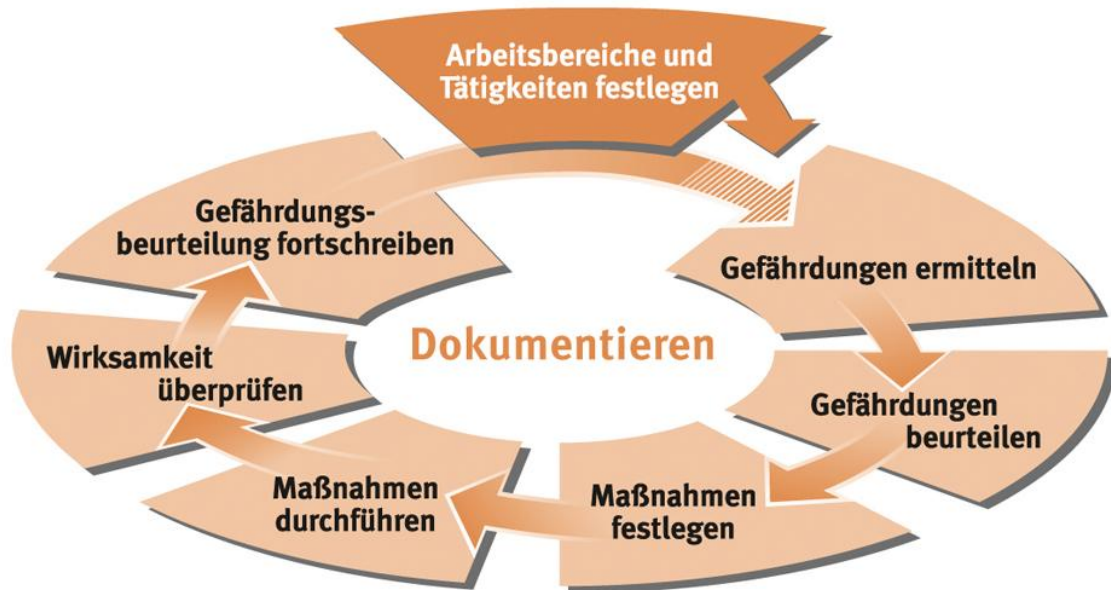 Arbeitsbereiche und
Tätigkeiten festlegen
Gefährdungen ermitteln
Gefährdungen
beurteilen
Maßnahmen
festlegen
Maßnahmen
durchführen
Wirksamkeit
überprüfen
Gefährdungs-
beurteilung fortschreiben
Dokumentieren